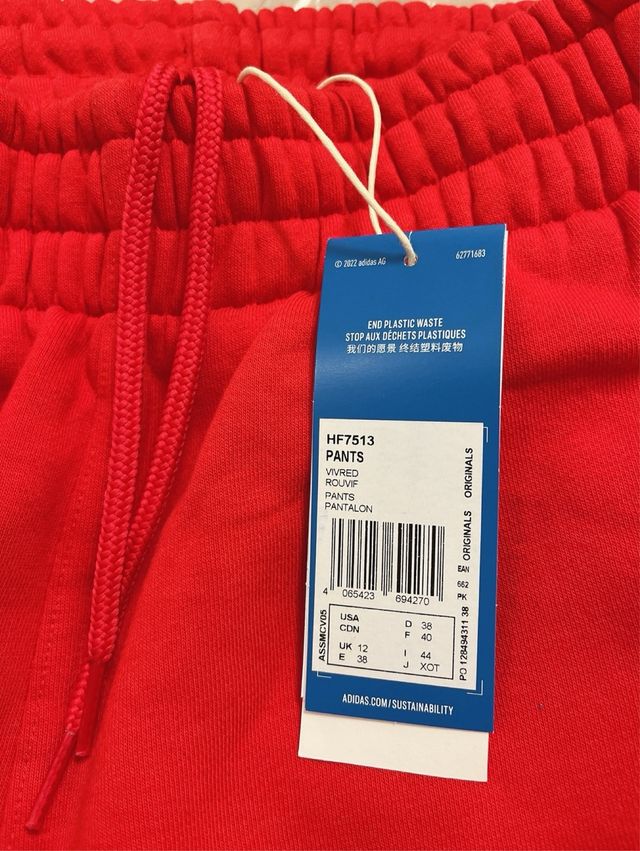 © 2022 adidas AG
62771683
END PLASTIC WASTE
STOP AUX DÉCHETS PLASTIQUES
我们的愿景 终结塑料废物
HF7513
PANTS
VIVRED
ROUVIF
PANTS
PANTALON
ORIGINALS ORIGINALS
EAN
662
PK
4 065423 694270
ASSMCV05
USA
CDN
UK 12
E 38
D 38
F 40
I 44
J XOT
PO 128494311 38
ADIDAS.COM/SUSTAINABILITY